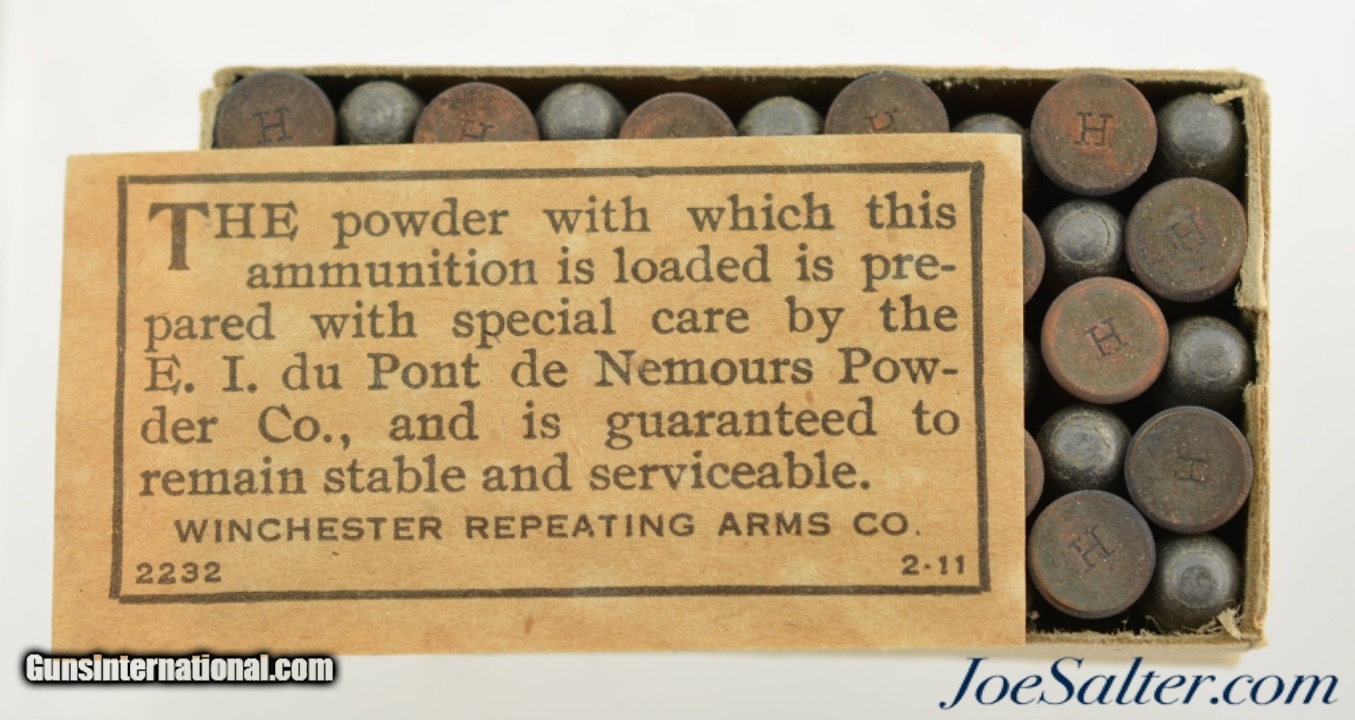 H H H H
THE powder with which this
ammunition is loaded is pre-
pared with special care by the
E. I. du Pont de Nemours Pow-
der Co., and is guaranteed to
remain stable and serviceable.
WINCHESTER REPEATING ARMS CO.
2232 2-11
H
H
H
H
GunsInternational.com
JoeSalter.com